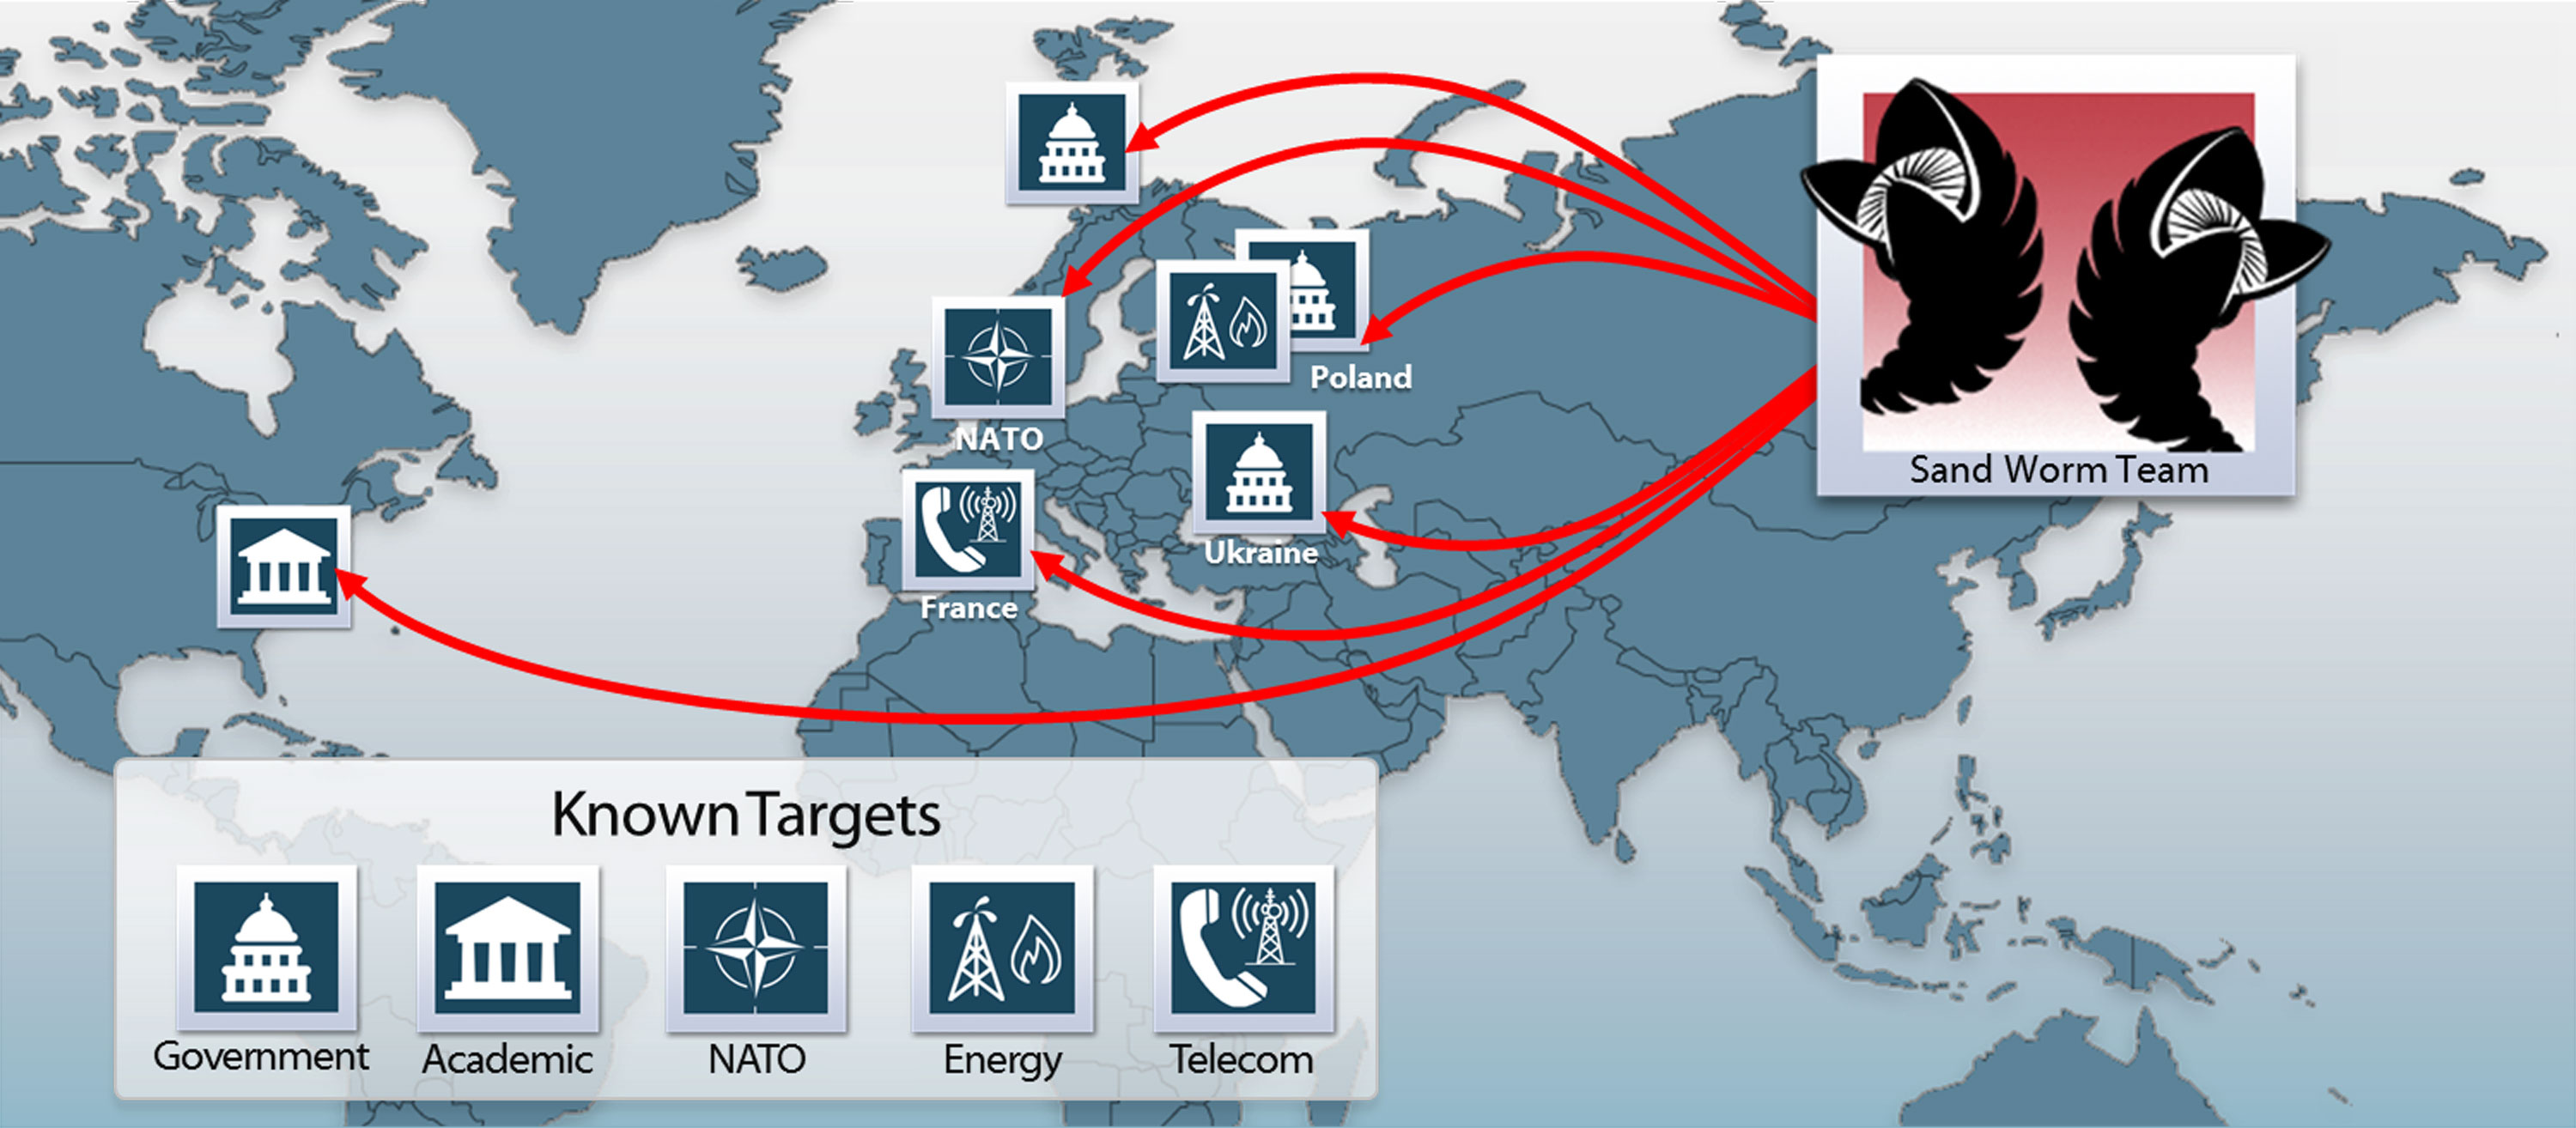 Sand Worm Team
Poland
NATO
Ukraine
France
Known Targets
Government
Academic
NATO
Energy
Telecom